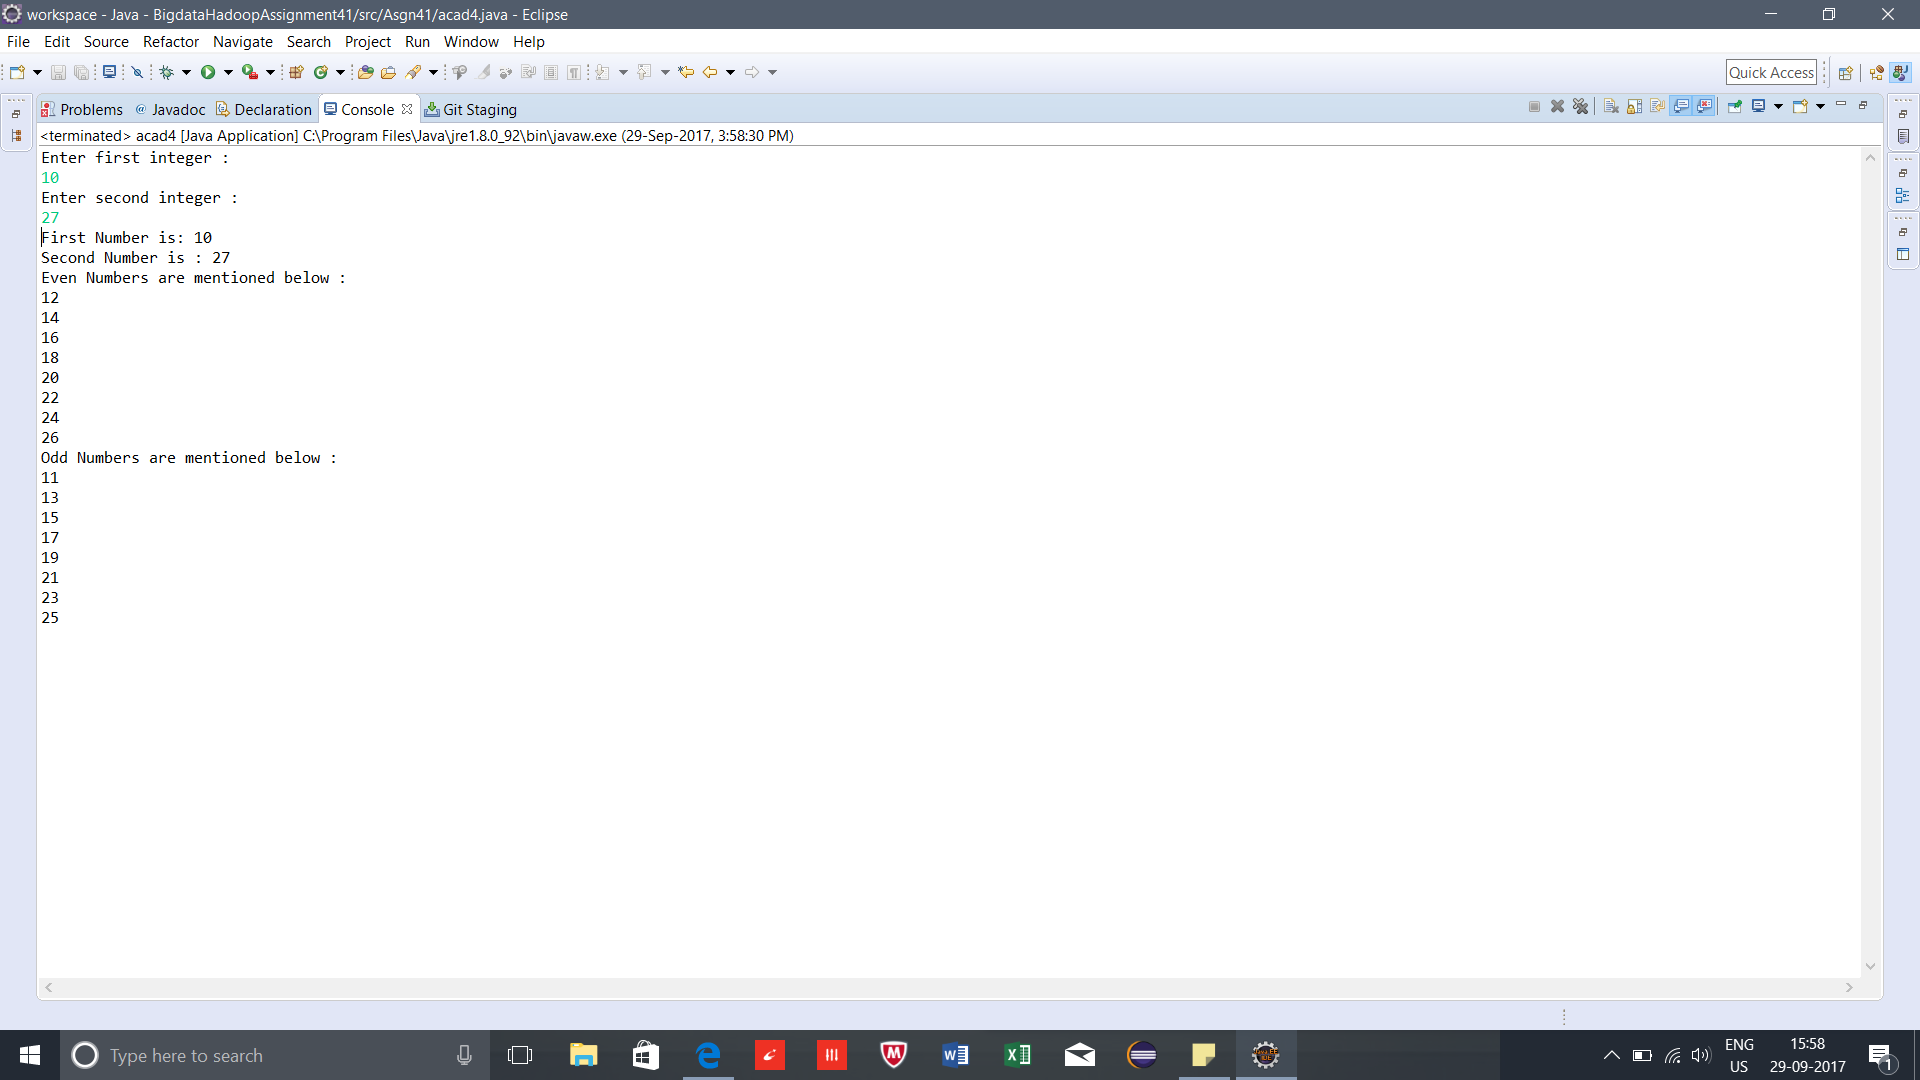 workspace - Java - BigdataHadoopAssignment41/src/Asgn41/acad4.java - Eclipse
File Edit Source Refactor Navigate Search Project Run Window Help
Quick Access
Problems @ Javadoc Declaration Console Git Staging
<terminated> acad4 [Java Application] C:\Program Files\Java\jre1.8.0_92\bin\javaw.exe (29-Sep-2017, 3:58:30 PM)
Enter first integer :
10
Enter second integer :
27
First Number is: 10
Second Number is : 27
Even Numbers are mentioned below :
12
14
16
18
20
22
24
26
Odd Numbers are mentioned below :
11
13
15
17
19
21
23
25
Type here to search
ENG
US
15:58
29-09-2017
1